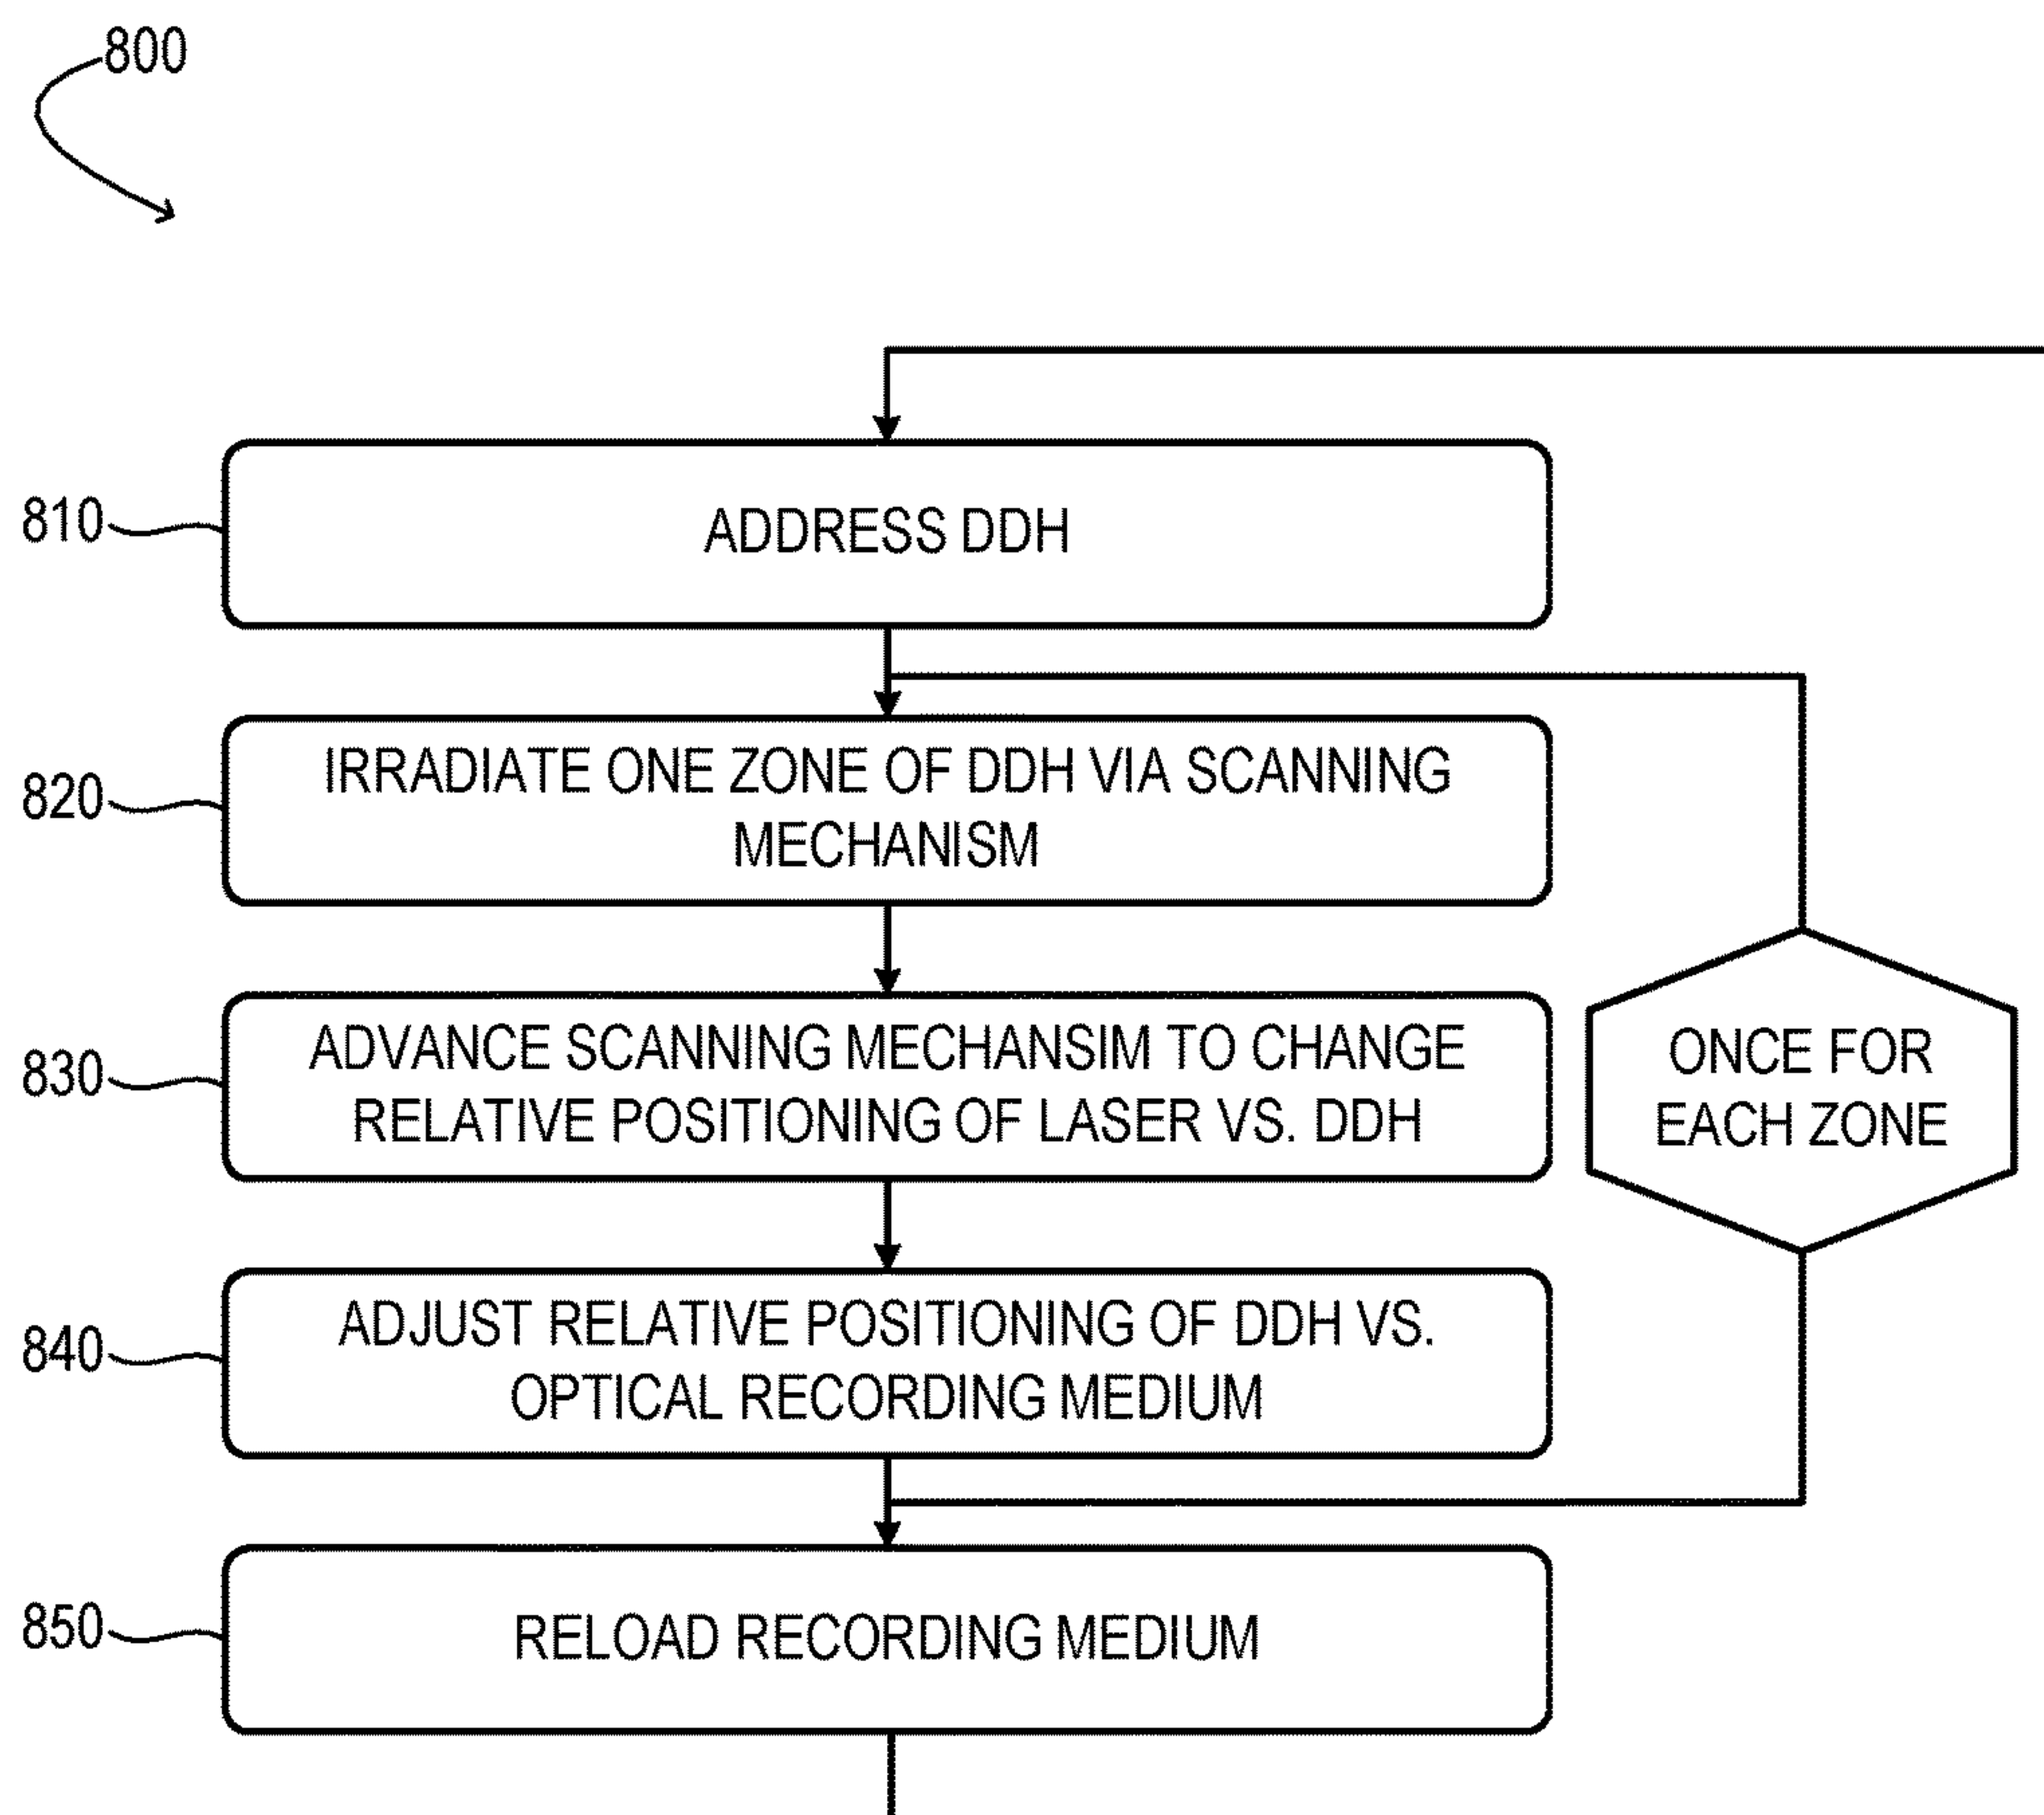 800
810
ADDRESS DDH
820
IRRADIATE ONE ZONE OF DDH VIA SCANNING
MECHANISM
830
ADVANCE SCANNING MECHANSIM TO CHANGE
RELATIVE POSITIONING OF LASER VS. DDH
ONCE FOR
EACH ZONE
840
ADJUST RELATIVE POSITIONING OF DDH VS.
OPTICAL RECORDING MEDIUM
850
RELOAD RECORDING MEDIUM